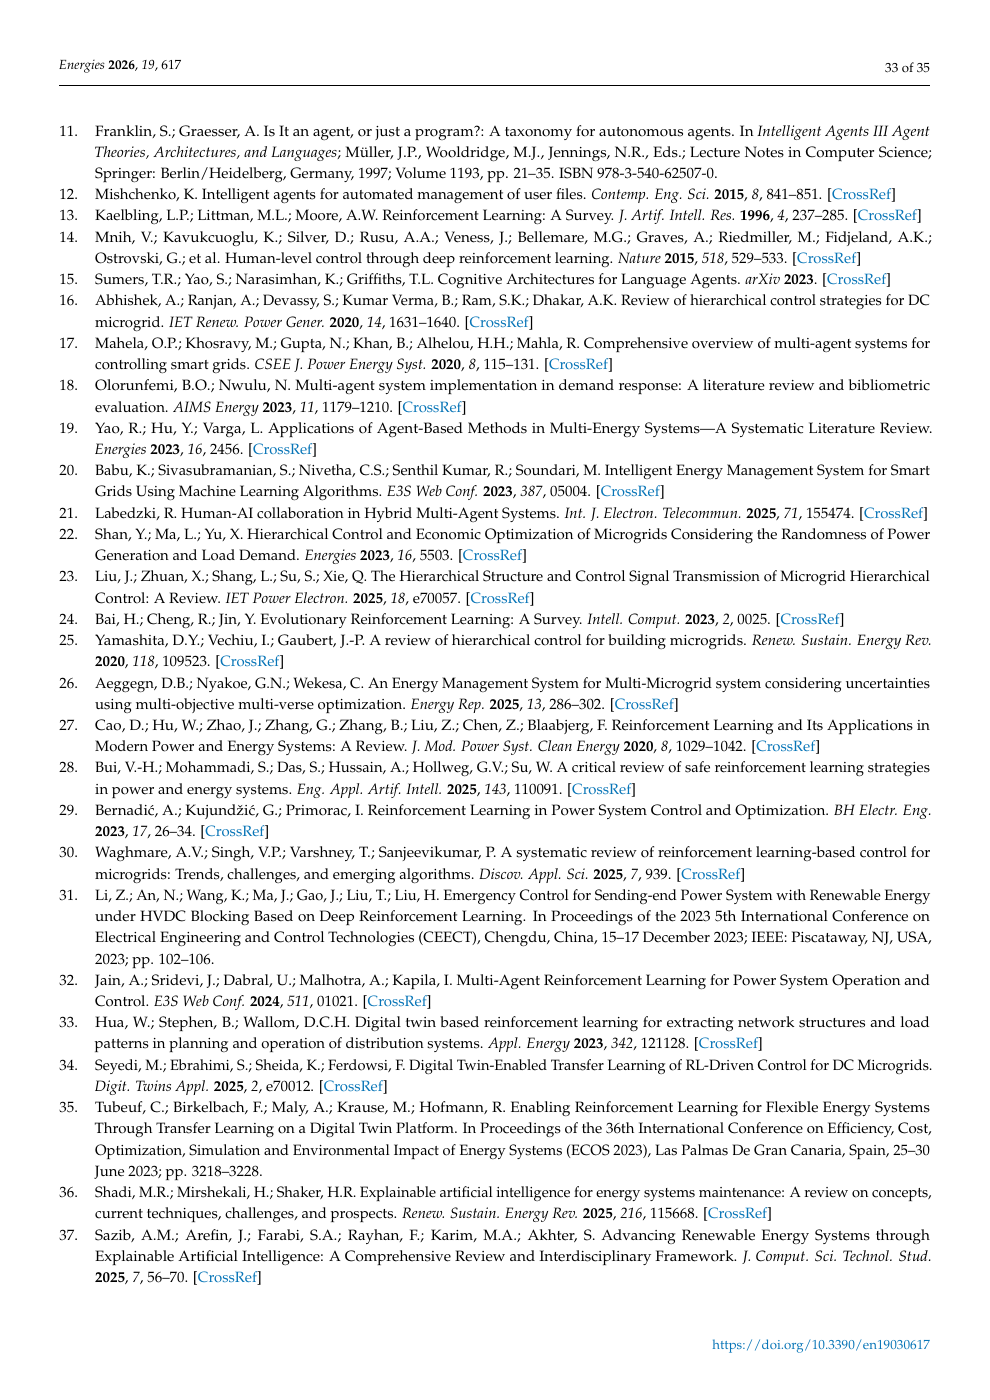 Energies 2026, 19, 617
33 of 35
11. Franklin, S.; Graesser, A. Is It an agent, or just a program?: A taxonomy for autonomous agents. In Intelligent Agents III Agent
Theories, Architectures, and Languages; Müller, J.P., Wooldridge, M.J., Jennings, N.R., Eds.; Lecture Notes in Computer Science;
Springer: Berlin/Heidelberg, Germany, 1997; Volume 1193, pp. 21–35. ISBN 978-3-540-62507-0.
12. Mishchenko, K. Intelligent agents for automated management of user files. Contemp. Eng. Sci. 2015, 8, 841–851. [CrossRef]
13. Kaelbling, L.P.; Littman, M.L.; Moore, A.W. Reinforcement Learning: A Survey. J. Artif. Intell. Res. 1996, 4, 237–285. [CrossRef]
14. Mnih, V.; Kavukcuoglu, K.; Silver, D.; Rusu, A.A.; Veness, J.; Bellemare, M.G.; Graves, A.; Riedmiller, M.; Fidjeland, A.K.;
Ostrovski, G.; et al. Human-level control through deep reinforcement learning. Nature 2015, 518, 529–533. [CrossRef]
15. Sumers, T.R.; Yao, S.; Narasimhan, K.; Griffiths, T.L. Cognitive Architectures for Language Agents. arXiv 2023. [CrossRef]
16. Abhishek, A.; Ranjan, A.; Devassy, S.; Kumar Verma, B.; Ram, S.K.; Dhakar, A.K. Review of hierarchical control strategies for DC
microgrid. IET Renew. Power Gener. 2020, 14, 1631–1640. [CrossRef]
17. Mahela, O.P.; Khosravy, M.; Gupta, N.; Khan, B.; Alhelou, H.H.; Mahla, R. Comprehensive overview of multi-agent systems for
controlling smart grids. CSEE J. Power Energy Syst. 2020, 8, 115–131. [CrossRef]
18. Olorunfemi, B.O.; Nwulu, N. Multi-agent system implementation in demand response: A literature review and bibliometric
evaluation. AIMS Energy 2023, 11, 1179–1210. [CrossRef]
19. Yao, R.; Hu, Y.; Varga, L. Applications of Agent-Based Methods in Multi-Energy Systems—A Systematic Literature Review.
Energies 2023, 16, 2456. [CrossRef]
20. Babu, K.; Sivasubramanian, S.; Nivetha, C.S.; Senthil Kumar, R.; Soundari, M. Intelligent Energy Management System for Smart
Grids Using Machine Learning Algorithms. E3S Web Conf. 2023, 387, 05004. [CrossRef]
21. Labedzki, R. Human-AI collaboration in Hybrid Multi-Agent Systems. Int. J. Electron. Telecommun. 2025, 71, 155474. [CrossRef]
22. Shan, Y.; Ma, L.; Yu, X. Hierarchical Control and Economic Optimization of Microgrids Considering the Randomness of Power
Generation and Load Demand. Energies 2023, 16, 5503. [CrossRef]
23. Liu, J.; Zhuan, X.; Shang, L.; Su, S.; Xie, Q. The Hierarchical Structure and Control Signal Transmission of Microgrid Hierarchical
Control: A Review. IET Power Electron. 2025, 18, e70057. [CrossRef]
24. Bai, H.; Cheng, R.; Jin, Y. Evolutionary Reinforcement Learning: A Survey. Intell. Comput. 2023, 2, 0025. [CrossRef]
25. Yamashita, D.Y.; Vechiu, I.; Gaubert, J.-P. A review of hierarchical control for building microgrids. Renew. Sustain. Energy Rev.
2020, 118, 109523. [CrossRef]
26. Aeggegn, D.B.; Nyakoe, G.N.; Wekesa, C. An Energy Management System for Multi-Microgrid system considering uncertainties
using multi-objective multi-verse optimization. Energy Rep. 2025, 13, 286–302. [CrossRef]
27. Cao, D.; Hu, W.; Zhao, J.; Zhang, G.; Zhang, B.; Liu, Z.; Chen, Z.; Blaabjerg, F. Reinforcement Learning and Its Applications in
Modern Power and Energy Systems: A Review. J. Mod. Power Syst. Clean Energy 2020, 8, 1029–1042. [CrossRef]
28. Bui, V.-H.; Mohammadi, S.; Das, S.; Hussain, A.; Hollweg, G.V.; Su, W. A critical review of safe reinforcement learning strategies
in power and energy systems. Eng. Appl. Artif. Intell. 2025, 143, 110091. [CrossRef]
29. Bernadić, A.; Kujundžić, G.; Primorac, I. Reinforcement Learning in Power System Control and Optimization. BH Electr. Eng.
2023, 17, 26–34. [CrossRef]
30. Waghmare, A.V.; Singh, V.P.; Varshney, T.; Sanjeevikumar, P. A systematic review of reinforcement learning-based control for
microgrids: Trends, challenges, and emerging algorithms. Discov. Appl. Sci. 2025, 7, 939. [CrossRef]
31. Li, Z.; An, N.; Wang, K.; Ma, J.; Gao, J.; Liu, T.; Liu, H. Emergency Control for Sending-end Power System with Renewable Energy
under HVDC Blocking Based on Deep Reinforcement Learning. In Proceedings of the 2023 5th International Conference on
Electrical Engineering and Control Technologies (CEECT), Chengdu, China, 15–17 December 2023; IEEE: Piscataway, NJ, USA,
2023; pp. 102–106.
32. Jain, A.; Sridevi, J.; Dabral, U.; Malhotra, A.; Kapila, I. Multi-Agent Reinforcement Learning for Power System Operation and
Control. E3S Web Conf. 2024, 511, 01021. [CrossRef]
33. Hua, W.; Stephen, B.; Wallom, D.C.H. Digital twin based reinforcement learning for extracting network structures and load
patterns in planning and operation of distribution systems. Appl. Energy 2023, 342, 121128. [CrossRef]
34. Seyedi, M.; Ebrahimi, S.; Sheida, K.; Ferdowsi, F. Digital Twin-Enabled Transfer Learning of RL-Driven Control for DC Microgrids.
Digit. Twins Appl. 2025, 2, e70012. [CrossRef]
35. Tubeuf, C.; Birkelbach, F.; Maly, A.; Krause, M.; Hofmann, R. Enabling Reinforcement Learning for Flexible Energy Systems
Through Transfer Learning on a Digital Twin Platform. In Proceedings of the 36th International Conference on Efficiency, Cost,
Optimization, Simulation and Environmental Impact of Energy Systems (ECOS 2023), Las Palmas De Gran Canaria, Spain, 25–30
June 2023; pp. 3218–3228.
36. Shadi, M.R.; Mirshekali, H.; Shaker, H.R. Explainable artificial intelligence for energy systems maintenance: A review on concepts,
current techniques, challenges, and prospects. Renew. Sustain. Energy Rev. 2025, 216, 115668. [CrossRef]
37. Sazib, A.M.; Arefin, J.; Farabi, S.A.; Rayhan, F.; Karim, M.A.; Akhter, S. Advancing Renewable Energy Systems through
Explainable Artificial Intelligence: A Comprehensive Review and Interdisciplinary Framework. J. Comput. Sci. Technol. Stud.
2025, 7, 56–70. [CrossRef]
https://doi.org/10.3390/en19030617